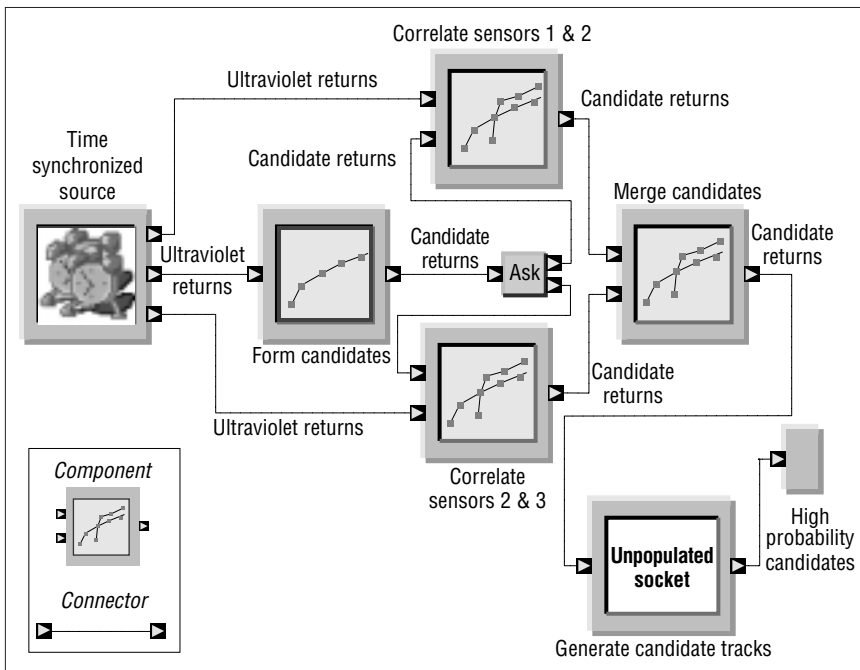 Correlate sensors 1 & 2
Ultraviolet returns
Candidate returns
Time
synchronized
source
Candidate returns
Merge candidates
Ultraviolet
returns
Candidate
returns
Ask
Candidate
returns
Form candidates
Candidate
returns
Ultraviolet returns
Correlate
sensors 2 & 3
Component
Connector
High
probability
candidates
Unpopulated
socket
Generate candidate tracks